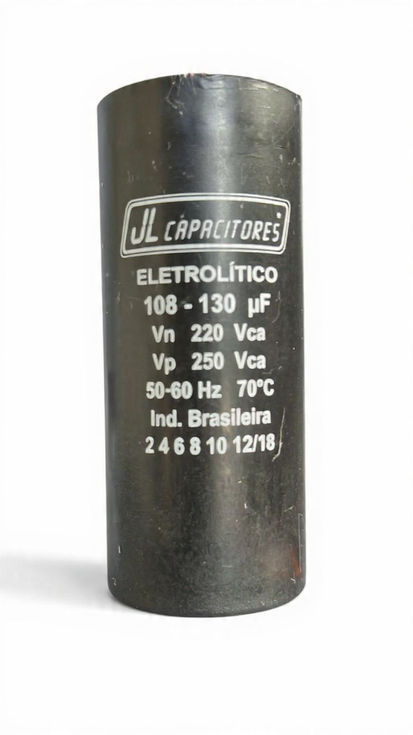 JL CAPACITORES
ELETROLÍTICO
108 - 130 µF
Vn 220 Vca
Vp 250 Vca
50-60 Hz 70°C
Ind. Brasileira
2 4 6 8 10 12/18